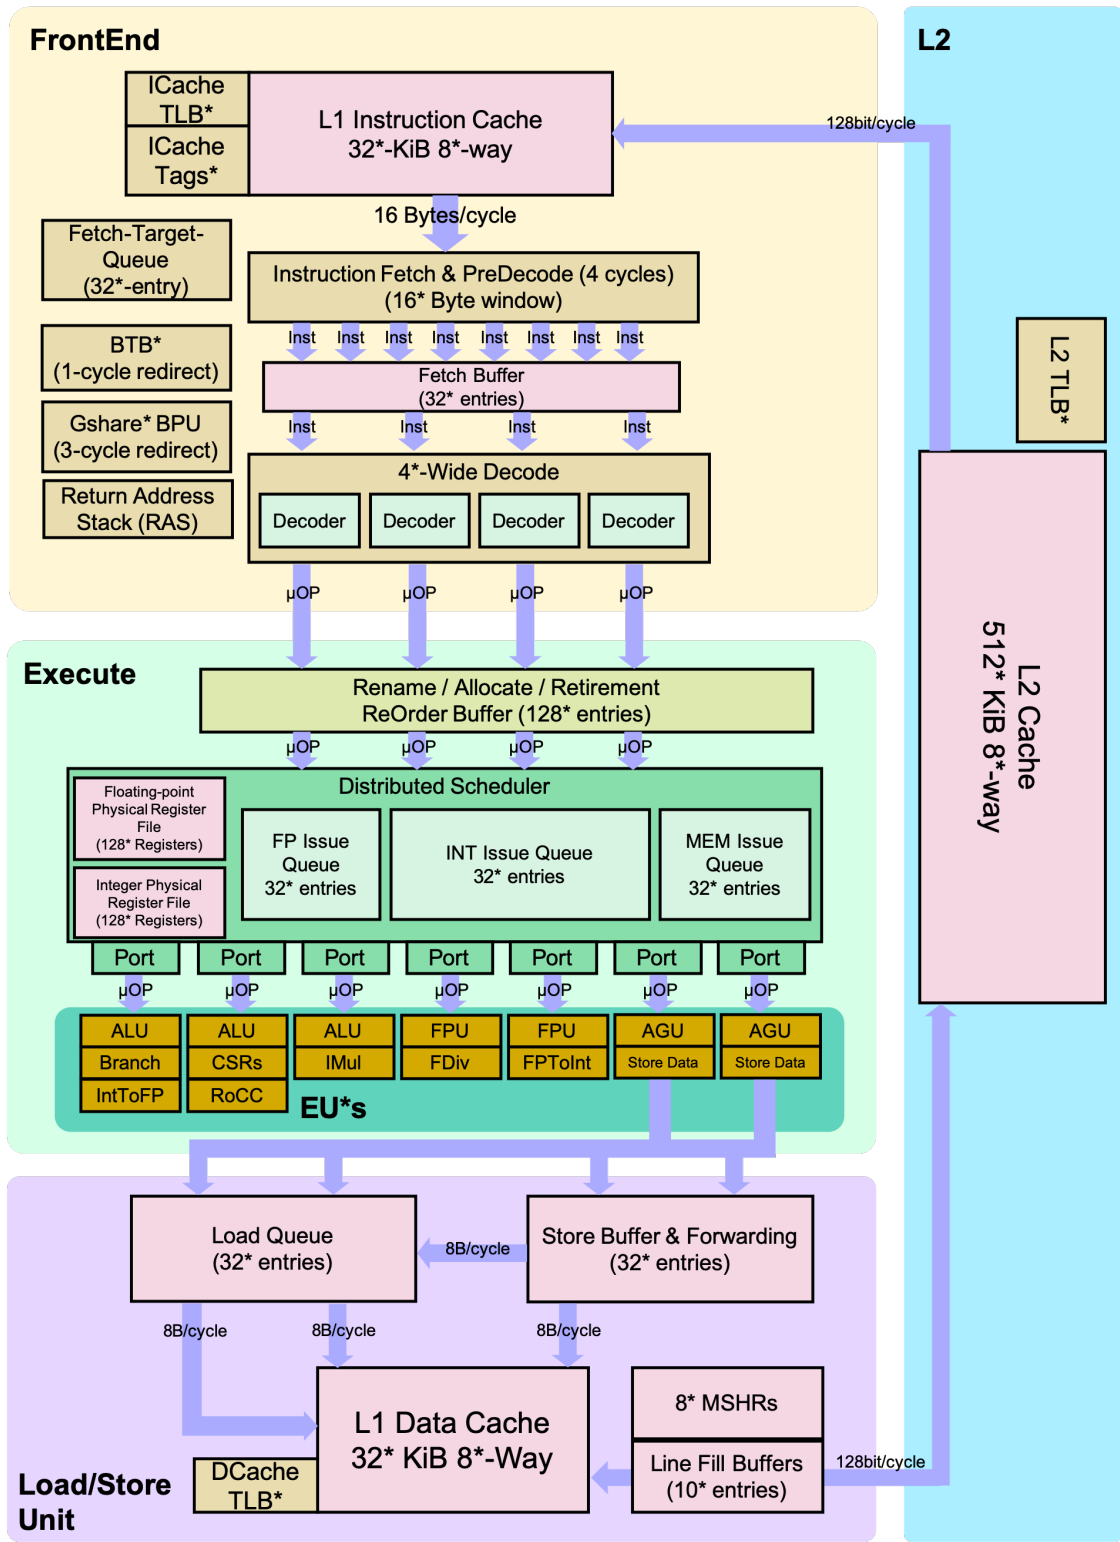 FrontEnd
L2
ICache
TLB*
ICache
Tags*
L1 Instruction Cache
32*-KiB 8*-way
128bit/cycle
16 Bytes/cycle
Fetch-Target-
Queue
(32*-entry)
Instruction Fetch & PreDecode (4 cycles)
(16* Byte window)
Inst Inst Inst Inst Inst Inst Inst Inst
BTB*
(1-cycle redirect)
Fetch Buffer
(32* entries)
L2 TLB*
Gshare* BPU
(3-cycle redirect)
Inst Inst Inst Inst
Return Address
Stack (RAS)
4*-Wide Decode
Decoder Decoder Decoder Decoder
µOP µOP µOP µOP
L2 Cache
512* KiB 8*-way
Execute
Rename / Allocate / Retirement
ReOrder Buffer (128* entries)
µOP µOP µOP µOP
Distributed Scheduler
Floating-point
Physical Register
File
(128* Registers)
Integer Physical
Register File
(128* Registers)
FP Issue
Queue
32* entries
INT Issue Queue
32* entries
MEM Issue
Queue
32* entries
Port Port Port Port Port Port Port
µOP µOP µOP µOP µOP µOP µOP
ALU ALU ALU FPU FPU AGU AGU
Branch CSRs IMul FDiv FPToInt Store Data Store Data
IntToFP RoCC
EU*s
Load Queue
(32* entries)
8B/cycle
Store Buffer & Forwarding
(32* entries)
8B/cycle 8B/cycle 8B/cycle
L1 Data Cache
32* KiB 8*-Way
8* MSHRs
Line Fill Buffers
(10* entries)
128bit/cycle
DCache
TLB*
Load/Store
Unit